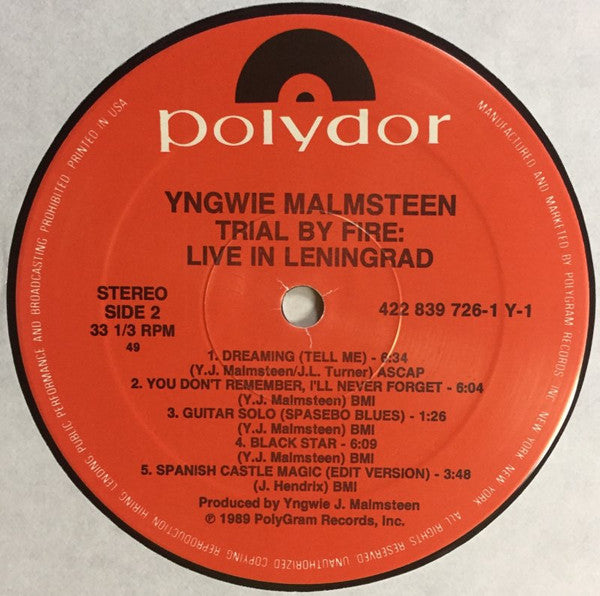 polydor
YNGWIE MALMSTEEN
TRIAL BY FIRE:
LIVE IN LENINGRAD
STEREO
SIDE 2
33 1/3 RPM
49
422 839 726-1 Y-1
1. DREAMING (TELL ME) - 6:34
(Y.J. Malmsteen/J.L. Turner) ASCAP
2. YOU DON'T REMEMBER, I'LL NEVER FORGET - 6:04
(Y.J. Malmsteen) BMI
3. GUITAR SOLO (SPASEBO BLUES) - 1:26
(Y.J. Malmsteen) BMI
4. BLACK STAR - 6:09
(Y.J. Malmsteen) BMI
5. SPANISH CASTLE MAGIC (EDIT VERSION) - 3:48
(J. Hendrix) BMI
Produced by Yngwie J. Malmsteen
℗ 1989 PolyGram Records, Inc.
MANUFACTURED AND MARKETED BY POLYGRAM RECORDS INC NEW YORK, NEW YORK. ALL RIGHTS RESERVED UNAUTHORIZED COPYING REPRODUCTION HIRING LENDING PUBLIC PERFORMANCE AND BROADCASTING PROHIBITED. PRINTED IN USA